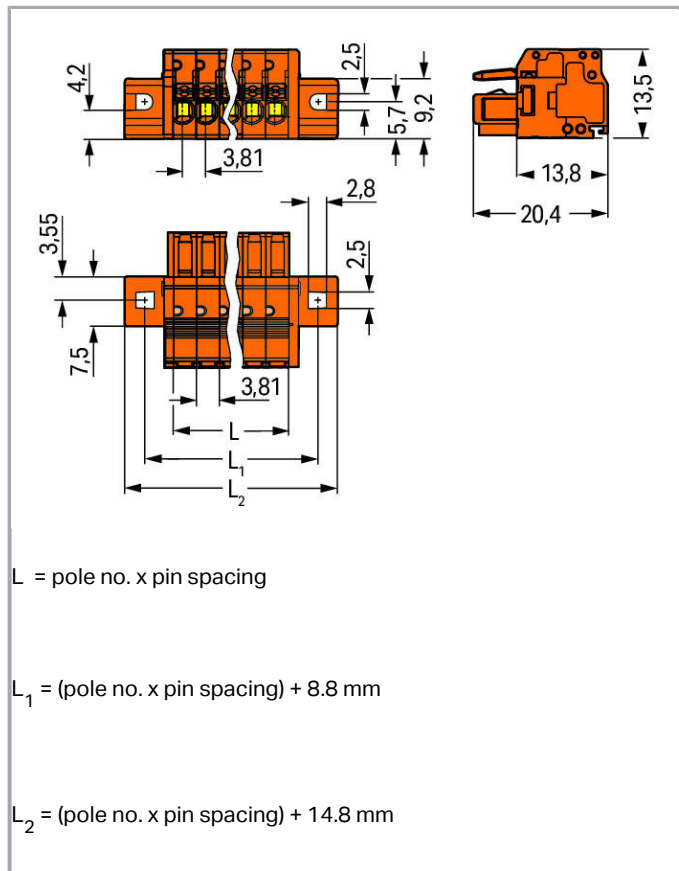 4,2
2,5
5,7
9,2
3,81
13,5
13,8
20,4
2,8
3,55
2,5
7,5
3,81
L
L1
L2
L = pole no. x pin spacing
L1 = (pole no. x pin spacing) + 8.8 mm
L2 = (pole no. x pin spacing) + 14.8 mm